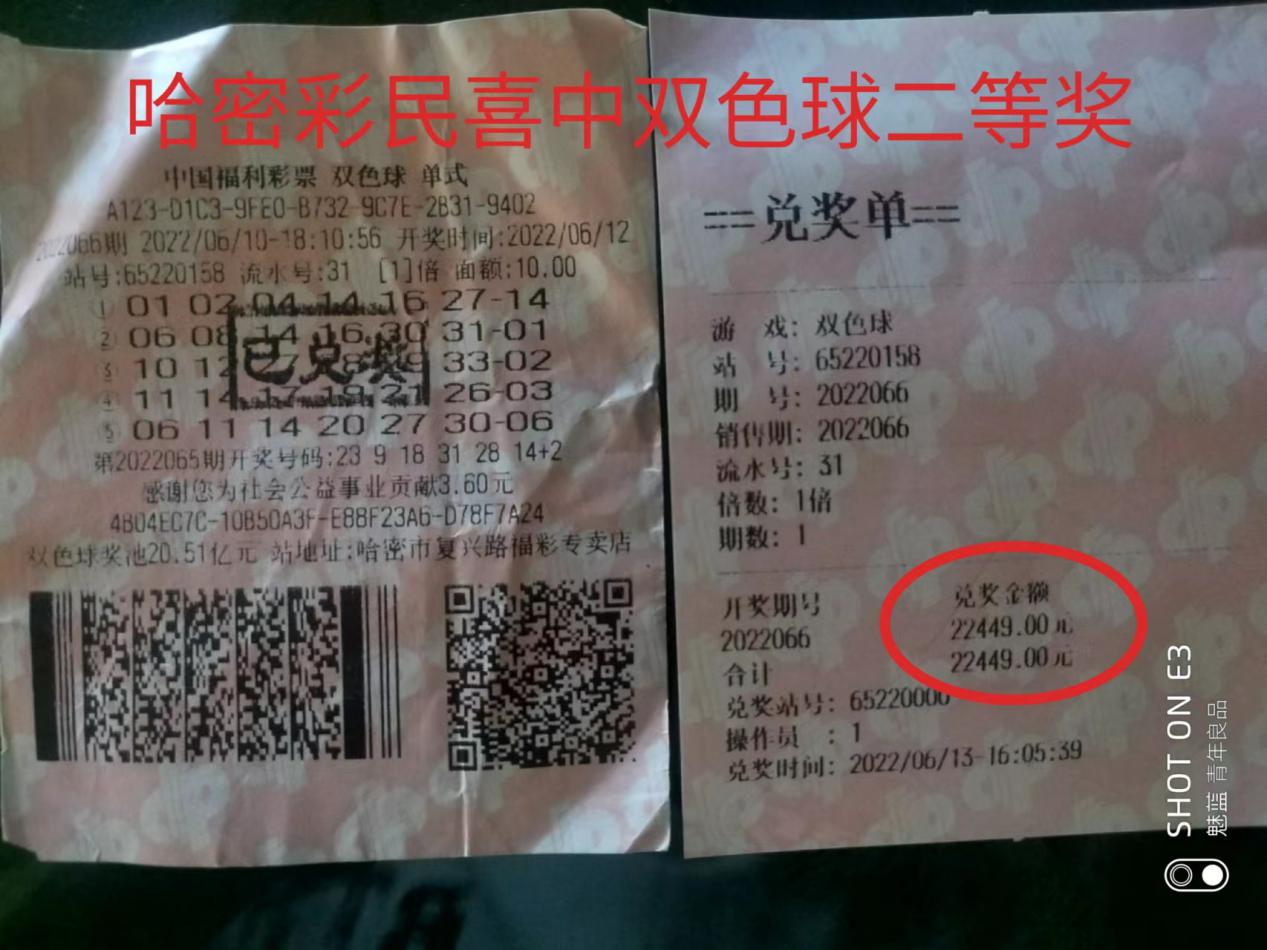 哈密彩民喜中双色球二等奖
中国福利彩票 双色球 单式
A123-D1C3-9FE0-B732-9C7E-2B31-9402
2022066期 2022/06/10-18:10:56 开奖时间:2022/06/12
站号:65220158 流水号:31 [1]倍 面额:10.00
① 01 02 04 14 16 27-14
② 06 08 14 16 30 31-01
③ 10 12 33-02
④ 11 14 17 19 21 26-03
⑤ 06 11 14 20 27 30-06
已兑奖
第2022065期开奖号码:23 9 18 31 28 14+2
感谢您为社会公益事业贡献3.60元
4B04EC7C-10B50A3F-E88F23A6-D78F7A24
双色球奖池20.51亿元 站地址:哈密市复兴路福彩专卖店
==兑奖单==
游 戏: 双色球
站 号: 65220158
期 号: 2022066
销售期: 2022066
流水号: 31
倍数: 1倍
期数: 1
开奖期号 兑奖金额
2022066 22449.00元
合计 22449.00元
兑奖站号: 65220000
操作员 : 1
兑奖时间: 2022/06/13-16:05:39
SHOT ON E3
魅蓝 青年良品